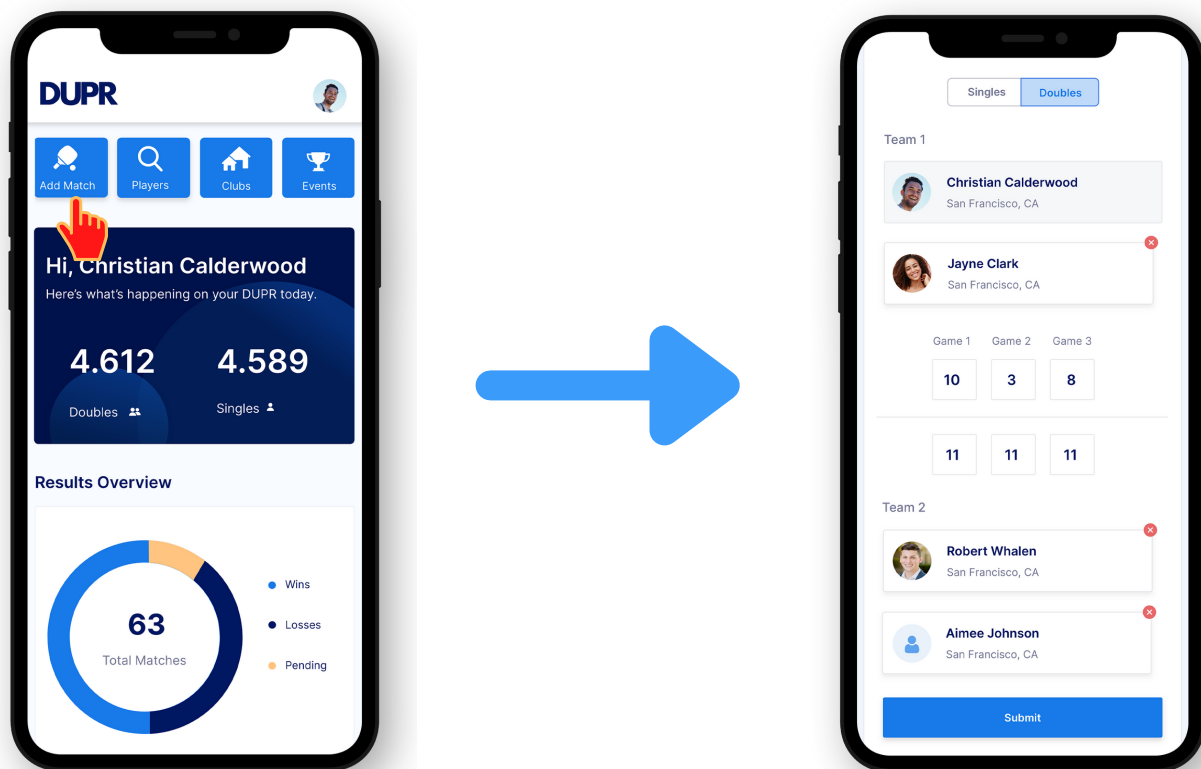 DUPR
Add Match
Players
Clubs
Events
Hi, Christian Calderwood
Here's what's happening on your DUPR today.
4.612
4.589
Doubles
Singles
Results Overview
63
Total Matches
Wins
Losses
Pending
Singles
Doubles
Team 1
Christian Calderwood
San Francisco, CA
Jayne Clark
San Francisco, CA
Game 1 Game 2 Game 3
10 3 8
11 11 11
Team 2
Robert Whalen
San Francisco, CA
Aimee Johnson
San Francisco, CA
Submit